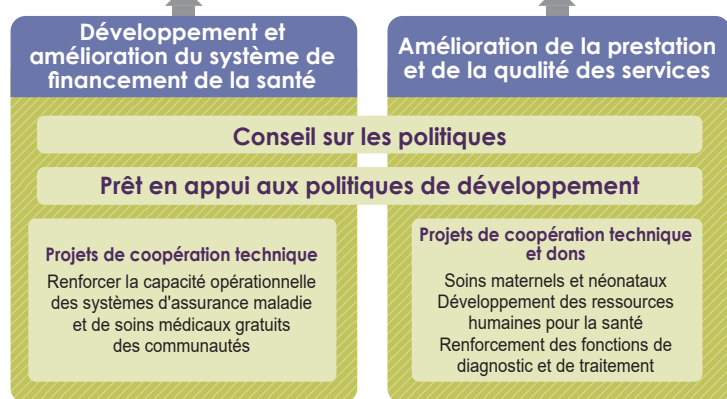 Développement et
amélioration du système de
financement de la santé
Amélioration de la prestation
et de la qualité des services
Conseil sur les politiques
Prêt en appui aux politiques de développement
Projets de coopération technique
Renforcer la capacité opérationnelle
des systèmes d'assurance maladie
et de soins médicaux gratuits
des communautés
Projets de coopération technique
et dons
Soins maternels et néonataux
Développement des ressources
humaines pour la santé
Renforcement des fonctions de
diagnostic et de traitement